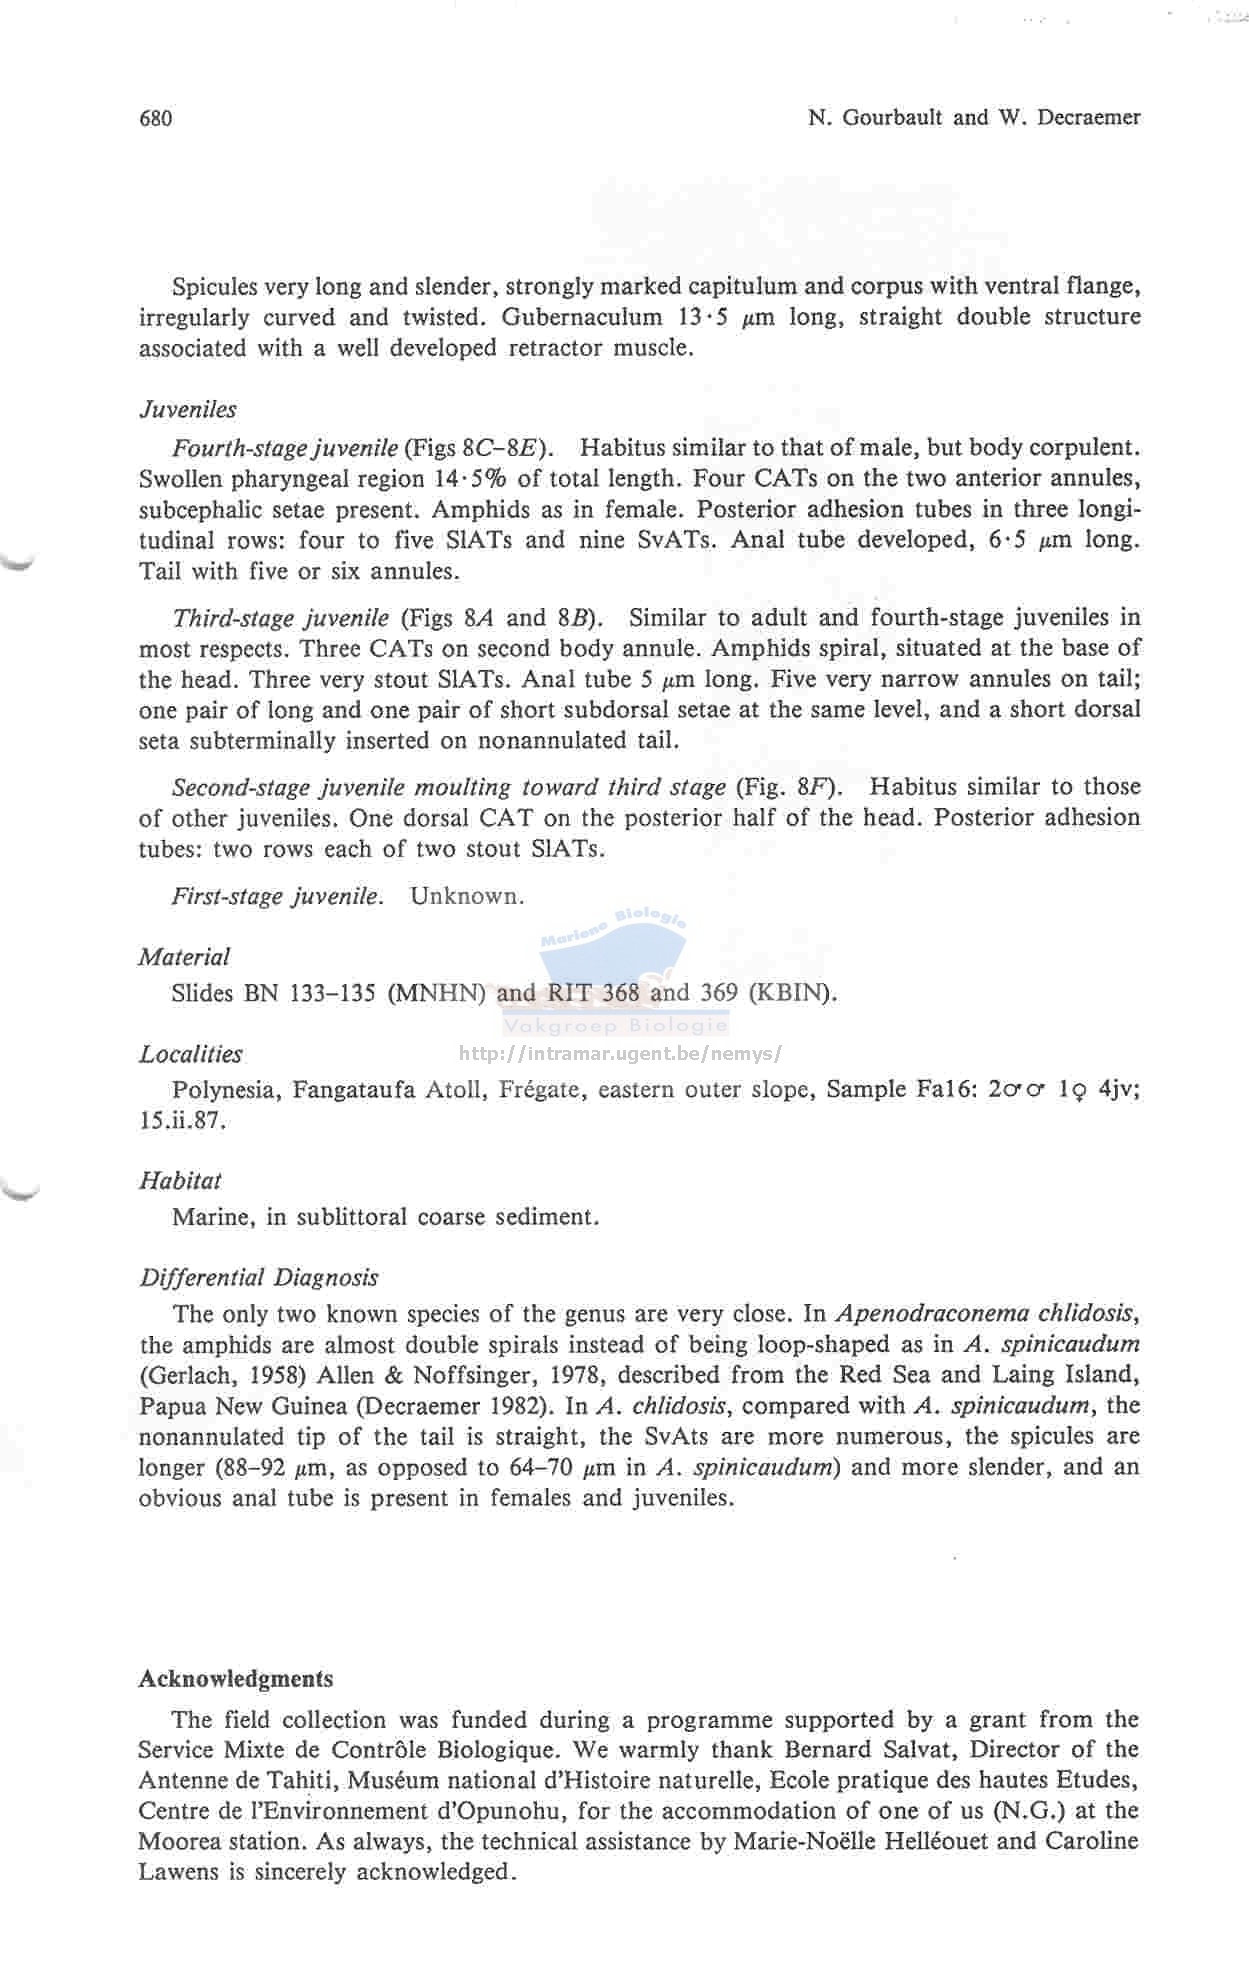 680
N. Gourbault and W. Decraemer
Spicules very long and slender, strongly marked capitulum and corpus with ventral flange,
irregularly curved and twisted. Gubernaculum 13·5 μm long, straight double structure
associated with a well developed retractor muscle.
Juveniles
Fourth-stage juvenile (Figs 8C–8E). Habitus similar to that of male, but body corpulent.
Swollen pharyngeal region 14·5% of total length. Four CATs on the two anterior annules,
subcephalic setae present. Amphids as in female. Posterior adhesion tubes in three longi-
tudinal rows: four to five SlATs and nine SvATs. Anal tube developed, 6·5 μm long.
Tail with five or six annules.
Third-stage juvenile (Figs 8A and 8B). Similar to adult and fourth-stage juveniles in
most respects. Three CATs on second body annule. Amphids spiral, situated at the base of
the head. Three very stout SlATs. Anal tube 5 μm long. Five very narrow annules on tail;
one pair of long and one pair of short subdorsal setae at the same level, and a short dorsal
seta subterminally inserted on nonannulated tail.
Second-stage juvenile moulting toward third stage (Fig. 8F). Habitus similar to those
of other juveniles. One dorsal CAT on the posterior half of the head. Posterior adhesion
tubes: two rows each of two stout SlATs.
First-stage juvenile. Unknown.
Mariene Biologie
Material
Slides BN 133–135 (MNHN) and RIT 368 and 369 (KBIN).
Vakgroep Biologie
Localities
http://intramar.ugent.be/nemys/
Polynesia, Fangataufa Atoll, Frégate, eastern outer slope, Sample Fa16: 2♂♂ 1♀ 4jv;
15.ii.87.
Habitat
Marine, in sublittoral coarse sediment.
Differential Diagnosis
The only two known species of the genus are very close. In Apenodraconema chlidosis,
the amphids are almost double spirals instead of being loop-shaped as in A. spinicaudum
(Gerlach, 1958) Allen & Noffsinger, 1978, described from the Red Sea and Laing Island,
Papua New Guinea (Decraemer 1982). In A. chlidosis, compared with A. spinicaudum, the
nonannulated tip of the tail is straight, the SvAts are more numerous, the spicules are
longer (88–92 μm, as opposed to 64–70 μm in A. spinicaudum) and more slender, and an
obvious anal tube is present in females and juveniles.
Acknowledgments
The field collection was funded during a programme supported by a grant from the
Service Mixte de Contrôle Biologique. We warmly thank Bernard Salvat, Director of the
Antenne de Tahiti, Muséum national d'Histoire naturelle, Ecole pratique des hautes Etudes,
Centre de l'Environnement d'Opunohu, for the accommodation of one of us (N.G.) at the
Moorea station. As always, the technical assistance by Marie-Noëlle Helléouet and Caroline
Lawens is sincerely acknowledged.